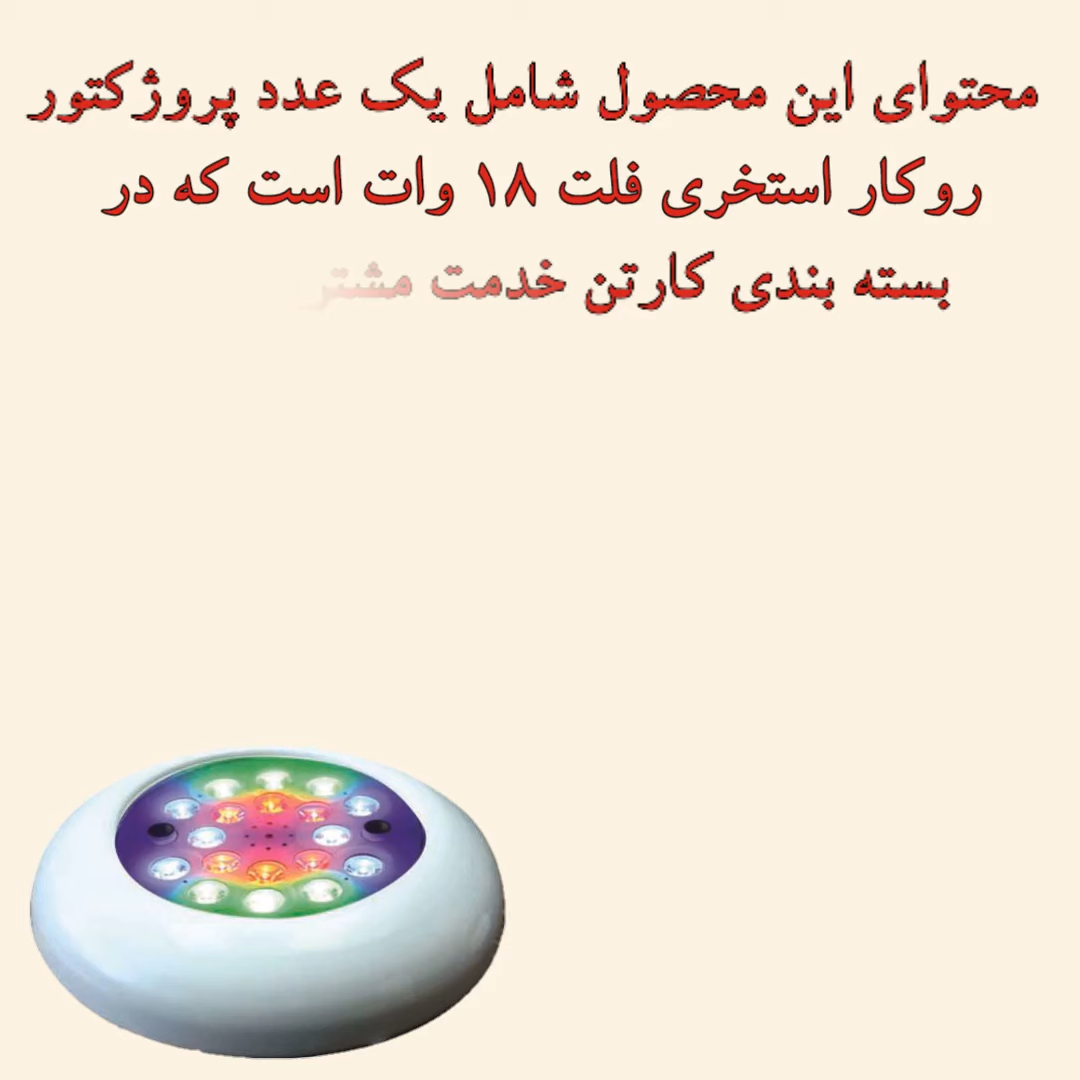 محتوای این محصول شامل یک عدد پروژکتور
روکار استخری فلت ۱۸ وات است که در
بسته بندی کارتن خدمت